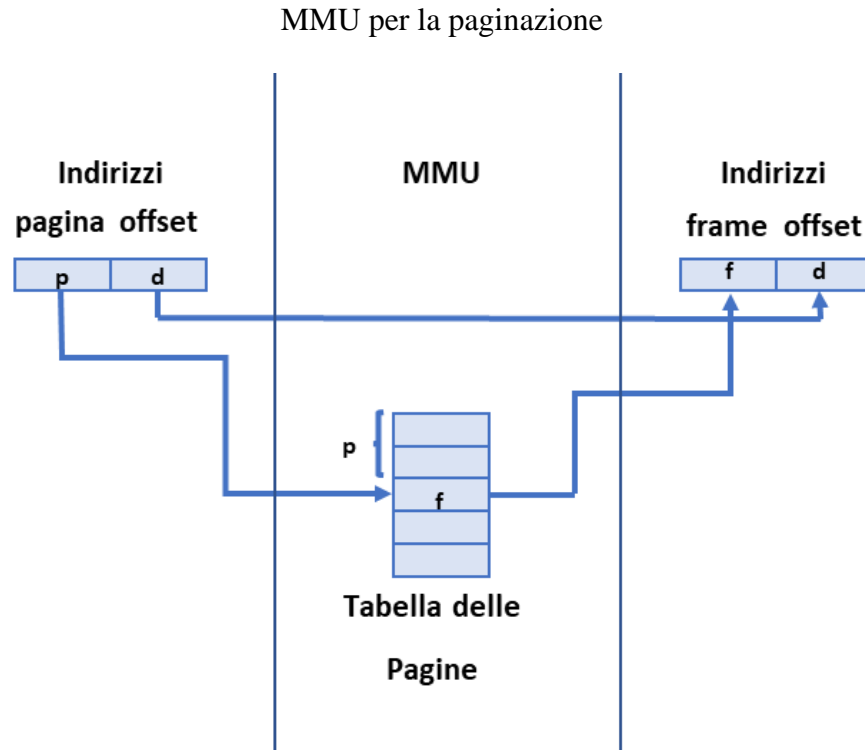 MMU per la paginazione
Indirizzi MMU Indirizzi
pagina offset frame offset
p d f d
p
f
Tabella delle
Pagine